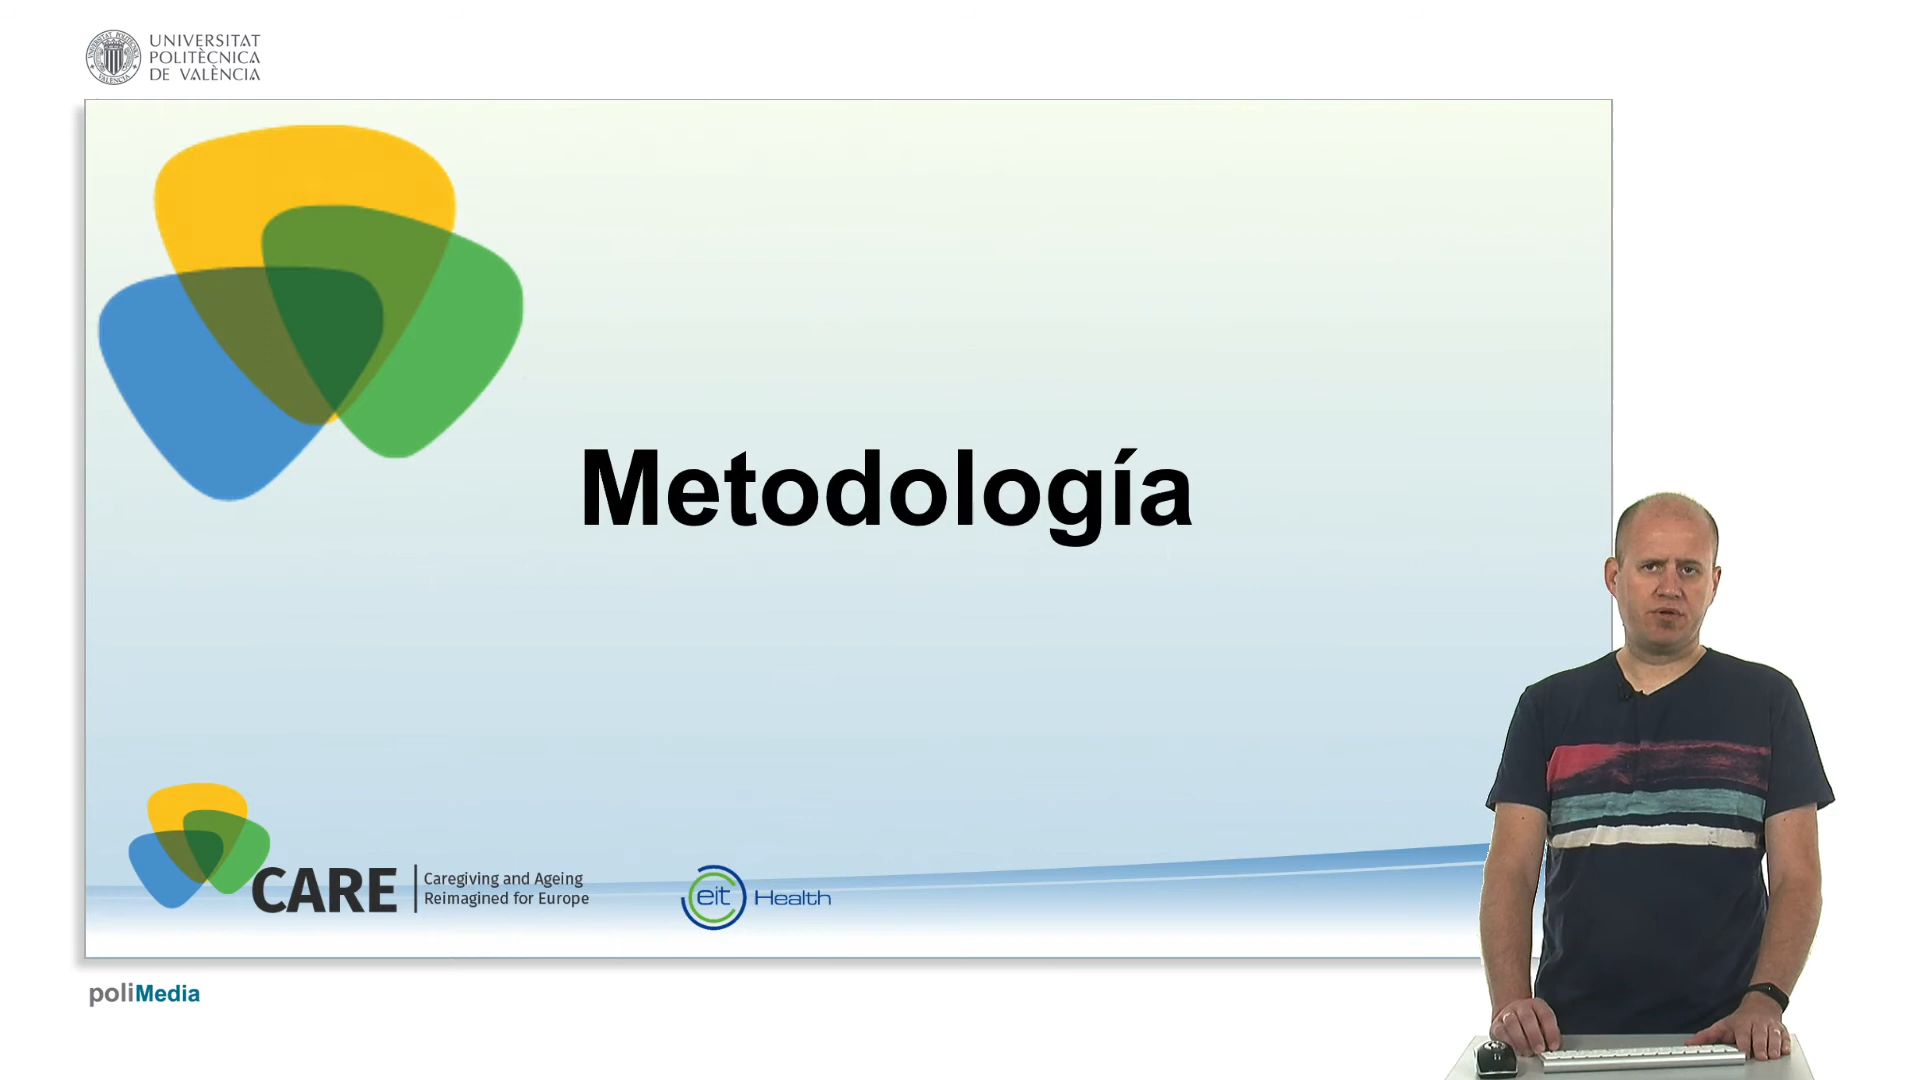 UNIVERSITAT
POLITÈCNICA
DE VALÈNCIA
Metodología
CARE
Caregiving and Ageing
Reimagined for Europe
eit Health
poliMedia